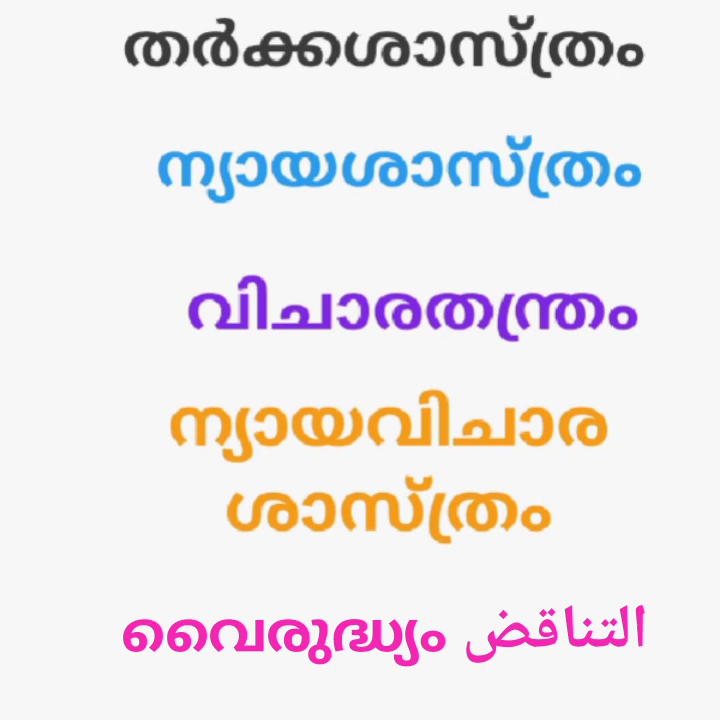 തർക്കശാസ്ത്രം
ന്യായശാസ്ത്രം
വിചാരതന്ത്രം
ന്യായവിചാര
ശാസ്ത്രം
വൈരുദ്ധ്യം التناقض